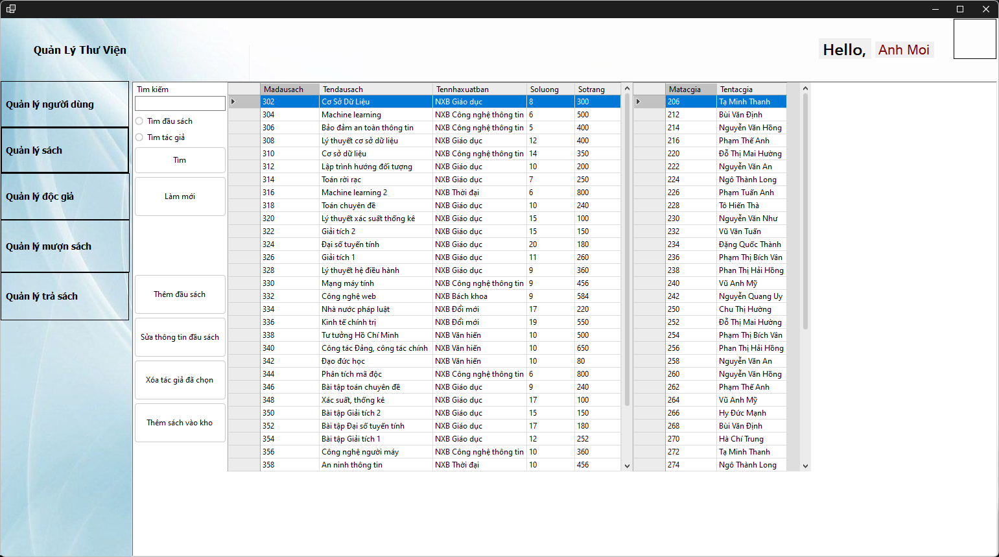 Quản Lý Thư Viện
Hello, Anh Moi
Quản lý người dùng
Quản lý sách
Quản lý độc giả
Quản lý mượn sách
Quản lý trả sách
Tìm kiếm
Tìm đầu sách
Tìm tác giả
Tìm
Làm mới
Thêm đầu sách
Sửa thông tin đầu sách
Xóa tác giả đã chọn
Thêm sách vào kho
Madausach Tendausach Tennhaxuatban Soluong Sotrang
302 Cơ Sở Dữ Liệu NXB Giáo dục 8 300
304 Machine learning NXB Công nghệ thông tin 6 500
306 Bảo đảm an toàn thông tin NXB Công nghệ thông tin 5 400
308 Lý thuyết cơ sở dữ liệu NXB Giáo dục 12 400
310 Cơ sở dữ liệu NXB Công nghệ thông tin 14 350
312 Lập trình hướng đối tượng NXB Giáo dục 10 200
314 Toán rời rạc NXB Giáo dục 7 250
316 Machine learning 2 NXB Thời đại 6 800
318 Toán chuyên đề NXB Giáo dục 10 240
320 Lý thuyết xác suất thống kê NXB Giáo dục 15 100
322 Giải tích 2 NXB Giáo dục 15 150
324 Đại số tuyến tính NXB Giáo dục 20 180
326 Giải tích 1 NXB Giáo dục 11 260
328 Lý thuyết hệ điều hành NXB Giáo dục 9 360
330 Mạng máy tính NXB Công nghệ thông tin 9 456
332 Công nghệ web NXB Bách khoa 9 584
334 Nhà nước pháp luật NXB Đổi mới 17 220
336 Kinh tế chính trị NXB Đổi mới 19 550
338 Tư tưởng Hồ Chí Minh NXB Văn hiến 10 500
340 Công tác Đảng, công tác chính NXB Văn hiến 10 650
342 Đạo đức học NXB Văn hiến 10 80
344 Phân tích mã độc NXB Công nghệ thông tin 6 800
346 Bài tập toán chuyên đề NXB Giáo dục 9 240
348 Xác suất, thống kê NXB Giáo dục 17 100
350 Bài tập Giải tích 2 NXB Giáo dục 15 150
352 Bài tập Đại số tuyến tính NXB Giáo dục 17 180
354 Bài tập Giải tích 1 NXB Giáo dục 12 252
356 Công nghệ người máy NXB Công nghệ thông tin 10 360
358 An ninh thông tin NXB Thời đại 10 456
Matacgia Tentacgia
206 Tạ Minh Thanh
212 Bùi Văn Định
214 Nguyễn Văn Hồng
216 Phạm Thế Anh
220 Đỗ Thị Mai Hường
222 Nguyễn Văn An
224 Ngô Thành Long
226 Phạm Tuấn Anh
228 Tô Hiến Thà
230 Nguyễn Văn Như
232 Vũ Văn Tuấn
234 Đặng Quốc Thành
236 Phạm Thị Bích Vân
238 Phan Thị Hải Hồng
240 Vũ Anh Mỹ
242 Nguyễn Quang Uy
250 Chu Thị Hường
252 Đỗ Thị Mai Hường
254 Phạm Thị Bích Vân
256 Phan Thị Hải Hồng
258 Nguyễn Văn An
260 Nguyễn Văn Hồng
262 Phạm Thế Anh
264 Vũ Anh Mỹ
266 Hy Đức Mạnh
268 Bùi Văn Định
270 Hà Chí Trung
272 Tạ Minh Thanh
274 Ngô Thành Long